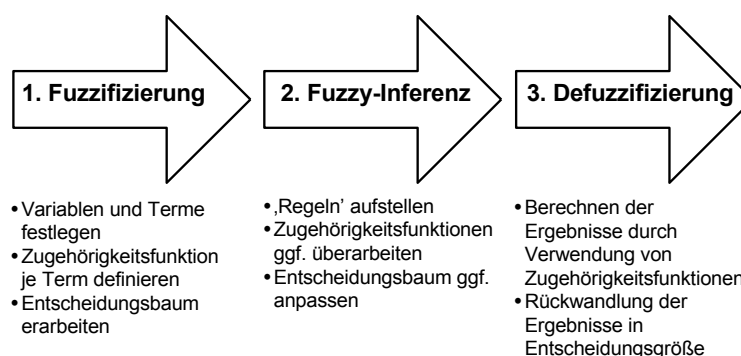 1. Fuzzifizierung
• Variablen und Terme
festlegen
• Zugehörigkeitsfunktion
je Term definieren
• Entscheidungsbaum
erarbeiten
2. Fuzzy-Inferenz
• ‚Regeln’ aufstellen
• Zugehörigkeitsfunktionen
ggf. überarbeiten
• Entscheidungsbaum ggf.
anpassen
3. Defuzzifizierung
• Berechnen der
Ergebnisse durch
Verwendung von
Zugehörigkeitsfunktionen
• Rückwandlung der
Ergebnisse in
Entscheidungsgröße